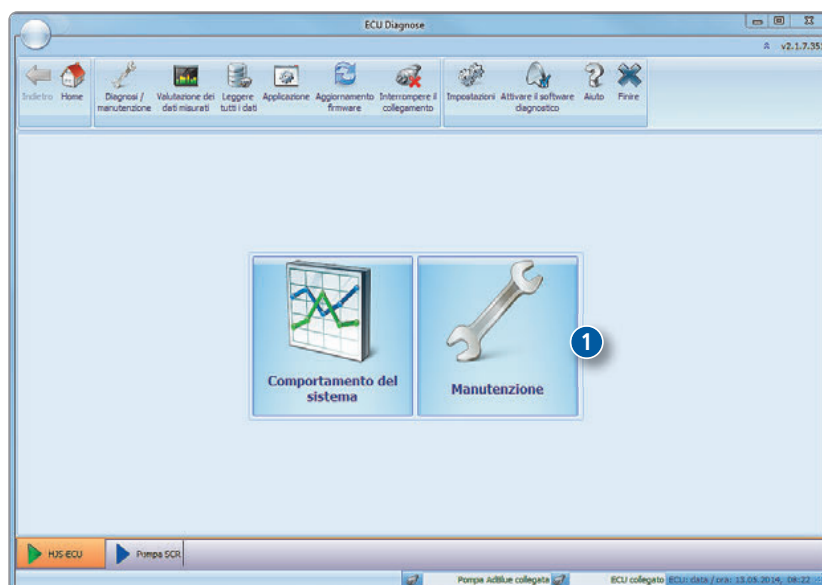 ECU Diagnose
v2.1.7.35
Indietro Home Diagnosi / manutenzione Valutazione dei dati misurati Leggere tutti i dati Applicazione Aggiornamento firmware Interrompere il collegamento Impostazioni Attivare il software diagnostico Aiuto Finire
Comportamento del
sistema
Manutenzione
1
HJS-ECU Pompa SCR
Pompa AdBlue collegata ECU collegato ECU: data / ora: 15.05.2014, 09:22